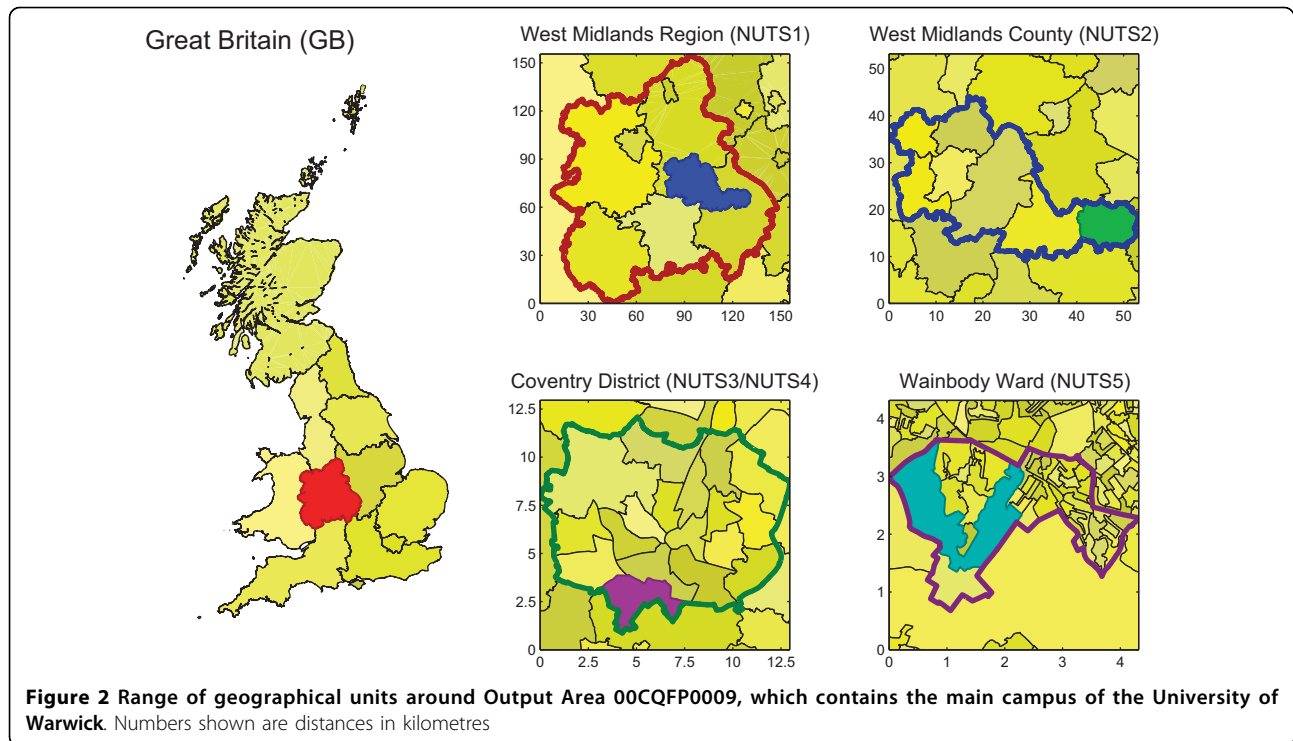 Great Britain (GB)
West Midlands Region (NUTS1)
150
120
90
60
30
0
0 30 60 90 120 150
West Midlands County (NUTS2)
50
40
30
20
10
0
0 10 20 30 40 50
Coventry District (NUTS3/NUTS4)
12.5
10
7.5
5
2.5
0
0 2.5 5 7.5 10 12.5
Wainbody Ward (NUTS5)
4
3
2
1
0
0 1 2 3 4
Figure 2 Range of geographical units around Output Area 00CQFP0009, which contains the main campus of the University of
Warwick. Numbers shown are distances in kilometres